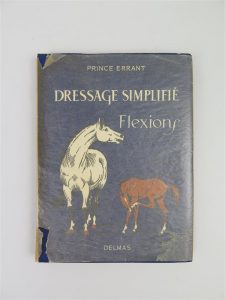 PRINCE ERRANT
DRESSAGE SIMPLIFIÉ
Flexions
DELMAS